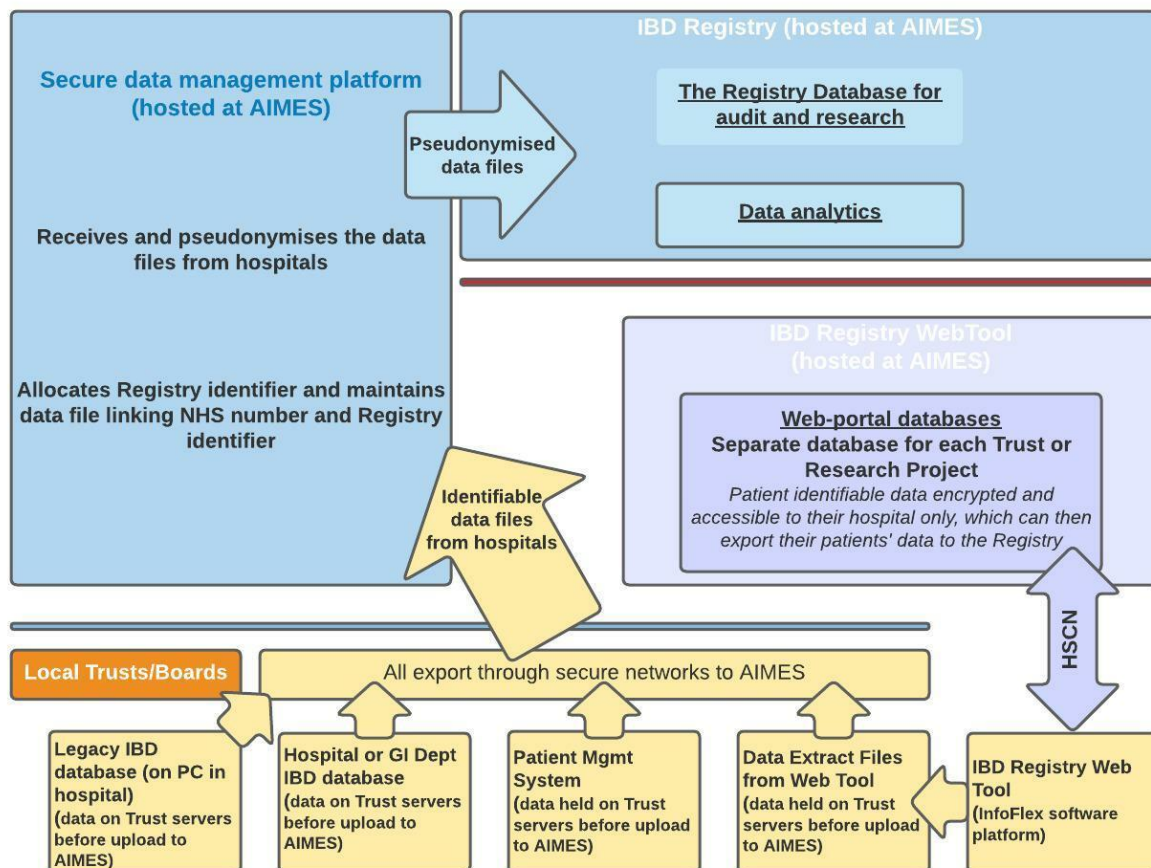 Secure data management platform
(hosted at AIMES)
Receives and pseudonymises the data
files from hospitals
Allocates Registry identifier and maintains
data file linking NHS number and Registry
identifier
Pseudonymised
data files
IBD Registry (hosted at AIMES)
The Registry Database for
audit and research
Data analytics
IBD Registry WebTool
(hosted at AIMES)
Web-portal databases
Separate database for each Trust or
Research Project
Patient identifiable data encrypted and
accessible to their hospital only, which can then
export their patients' data to the Registry
Identifiable
data files
from hospitals
HSCN
Local Trusts/Boards
All export through secure networks to AIMES
Legacy IBD
database (on PC in
hospital)
(data on Trust servers
before upload to
AIMES)
Hospital or GI Dept
IBD database
(data on Trust servers
before upload to
AIMES)
Patient Mgmt
System
(data held on Trust
servers before upload
to AIMES)
Data Extract Files
from Web Tool
(data held on Trust
servers before upload
to AIMES)
IBD Registry Web
Tool
(InfoFlex software
platform)